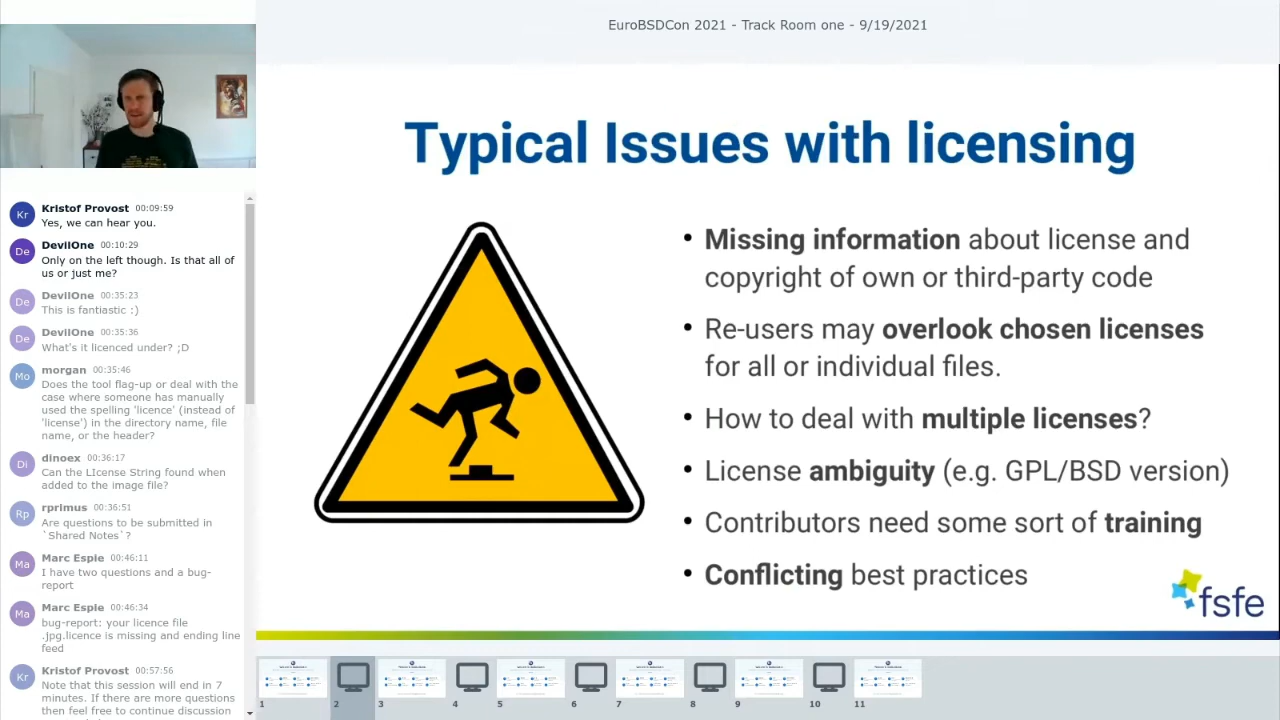 EuroBSDCon 2021 - Track Room one - 9/19/2021
Kr
Kristof Provost 00:09:59
Yes, we can hear you.
De
DevilOne 00:10:29
Only on the left though. Is that all of
us or just me?
De
DevilOne 00:35:23
This is fantiastic :)
De
DevilOne 00:35:36
What's it licenced under? ;D
Mo
morgan 00:35:46
Does the tool flag-up or deal with the
case where someone has manually
used the spelling 'licence' (instead of
'license') in the directory name, file
name, or the header?
Di
dinoex 00:36:17
Can the LIcense String found when
added to the image file?
Rp
rprimus 00:36:51
Are questions to be submitted in
`Shared Notes`?
Ma
Marc Espie 00:46:11
I have two questions and a bug-
report
Ma
Marc Espie 00:46:34
bug-report: your licence file
.jpg.licence is missing and ending line
feed
Kr
Kristof Provost 00:57:56
Note that this session will end in 7
minutes. If there are more questions
then feel free to continue discussion
Typical Issues with licensing
• Missing information about license and
copyright of own or third-party code
• Re-users may overlook chosen licenses
for all or individual files.
• How to deal with multiple licenses?
• License ambiguity (e.g. GPL/BSD version)
• Contributors need some sort of training
• Conflicting best practices
fsfe
1 2 3 4 5 6 7 8 9 10 11